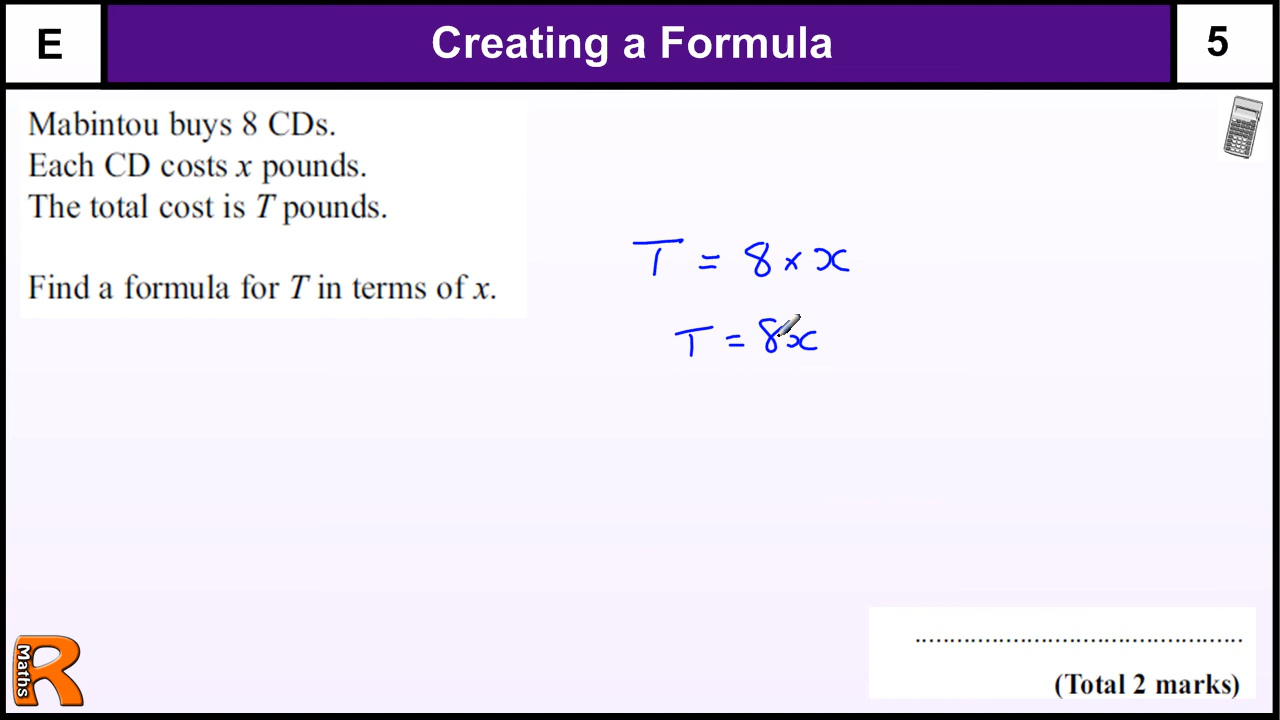 E
Creating a Formula
5
Mabintou buys 8 CDs.
Each CD costs x pounds.
The total cost is T pounds.
Find a formula for T in terms of x.
T = 8 × x
T = 8x
.............................................
(Total 2 marks)
R
Maths